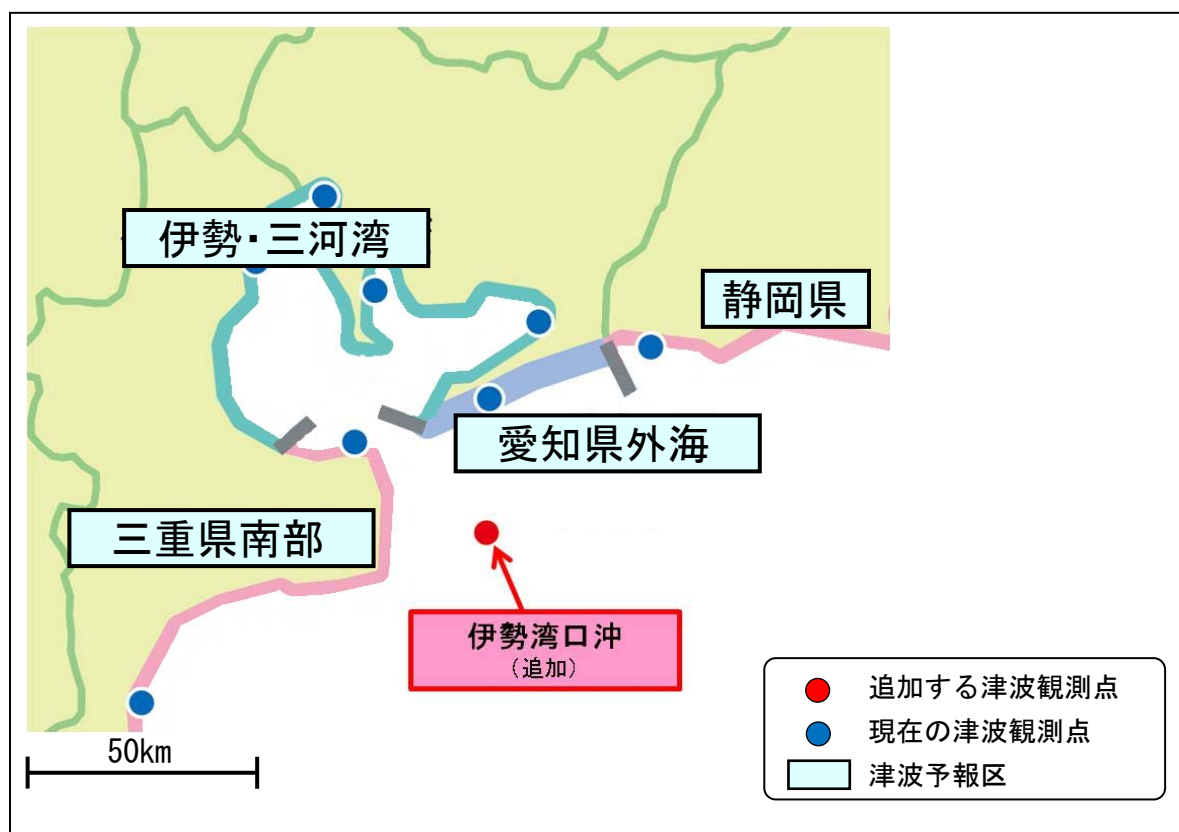 伊勢・三河湾
静岡県
愛知県外海
三重県南部
伊勢湾口沖
（追加）
50km
追加する津波観測点
現在の津波観測点
津波予報区